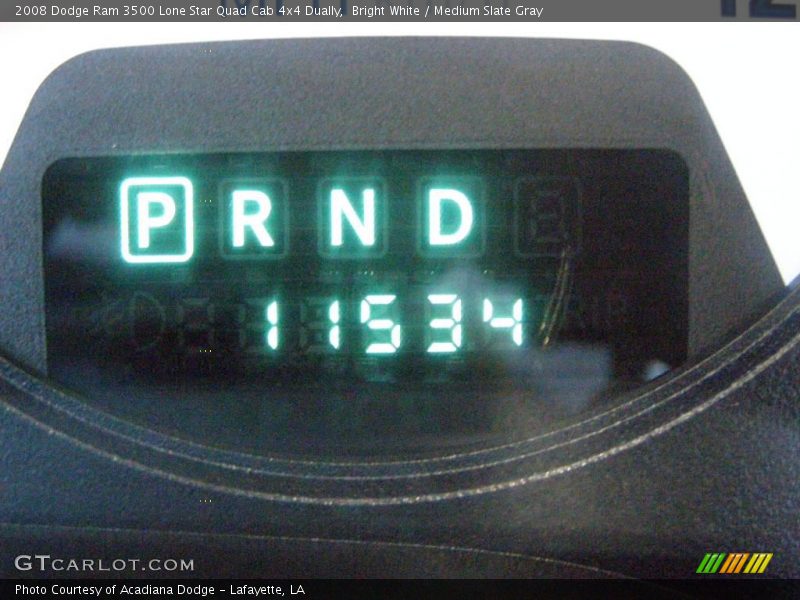 2008 Dodge Ram 3500 Lone Star Quad Cab 4x4 Dually, Bright White / Medium Slate Gray
P R N D
11534
GTCARLOT.COM
Photo Courtesy of Acadiana Dodge - Lafayette, LA